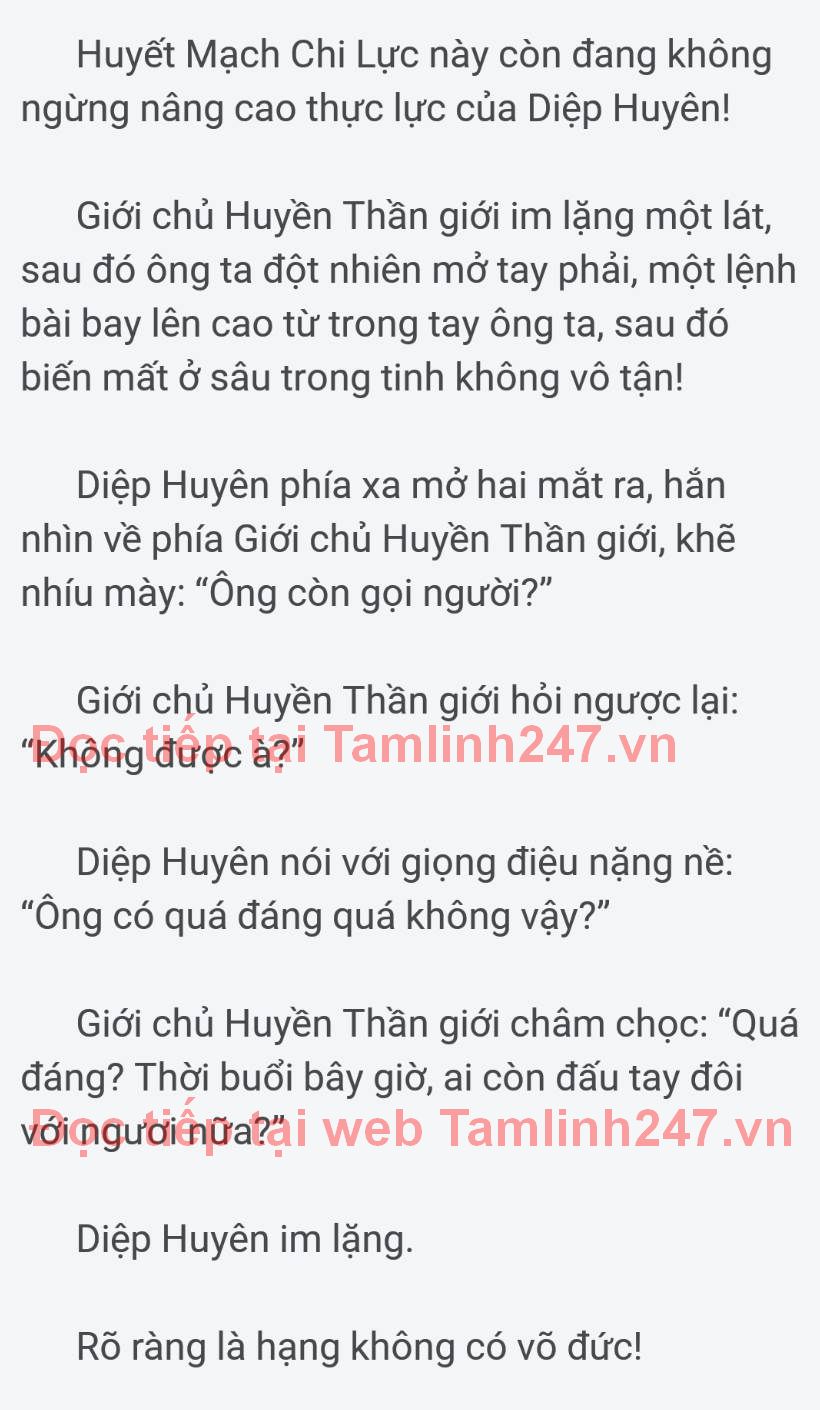 Huyết Mạch Chi Lực này còn đang không
ngừng nâng cao thực lực của Diệp Huyên!
Giới chủ Huyền Thần giới im lặng một lát,
sau đó ông ta đột nhiên mở tay phải, một lệnh
bài bay lên cao từ trong tay ông ta, sau đó
biến mất ở sâu trong tinh không vô tận!
Diệp Huyên phía xa mở hai mắt ra, hắn
nhìn về phía Giới chủ Huyền Thần giới, khẽ
nhíu mày: “Ông còn gọi người?”
Giới chủ Huyền Thần giới hỏi ngược lại:
“Không được à?”
Đọc tiếp tại Tamlinh247.vn
Diệp Huyên nói với giọng điệu nặng nề:
“Ông có quá đáng quá không vậy?”
Giới chủ Huyền Thần giới châm chọc: “Quá
đáng? Thời buổi bây giờ, ai còn đấu tay đôi
với ngươi nữa?”
Đọc tiếp tại web Tamlinh247.vn
Diệp Huyên im lặng.
Rõ ràng là hạng không có võ đức!